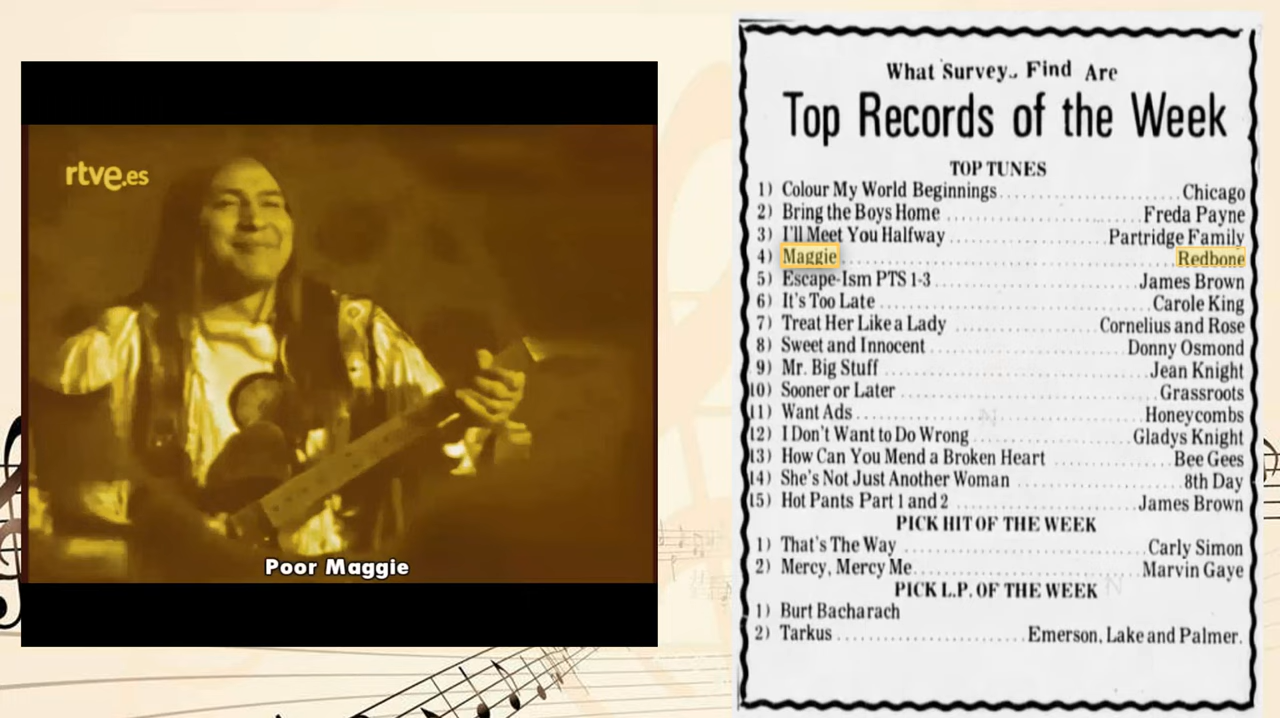 rtve.es
Poor Maggie
What Survey.. Find Are
Top Records of the Week
TOP TUNES
1) Colour My World Beginnings ........ Chicago
2) Bring the Boys Home ........ Freda Payne
3) I'll Meet You Halfway ........ Partridge Family
4) Maggie ........ Redbone
5) Escape-Ism PTS 1-3 ........ James Brown
6) It's Too Late ........ Carole King
7) Treat Her Like a Lady ........ Cornelius and Rose
8) Sweet and Innocent ........ Donny Osmond
9) Mr. Big Stuff ........ Jean Knight
10) Sooner or Later ........ Grassroots
11) Want Ads ........ Honeycombs
12) I Don't Want to Do Wrong ........ Gladys Knight
13) How Can You Mend a Broken Heart ........ Bee Gees
14) She's Not Just Another Woman ........ 8th Day
15) Hot Pants Part 1 and 2 ........ James Brown
PICK HIT OF THE WEEK
1) That's The Way ........ Carly Simon
2) Mercy, Mercy Me ........ Marvin Gaye
PICK L.P. OF THE WEEK
1) Burt Bacharach
2) Tarkus ........ Emerson, Lake and Palmer.